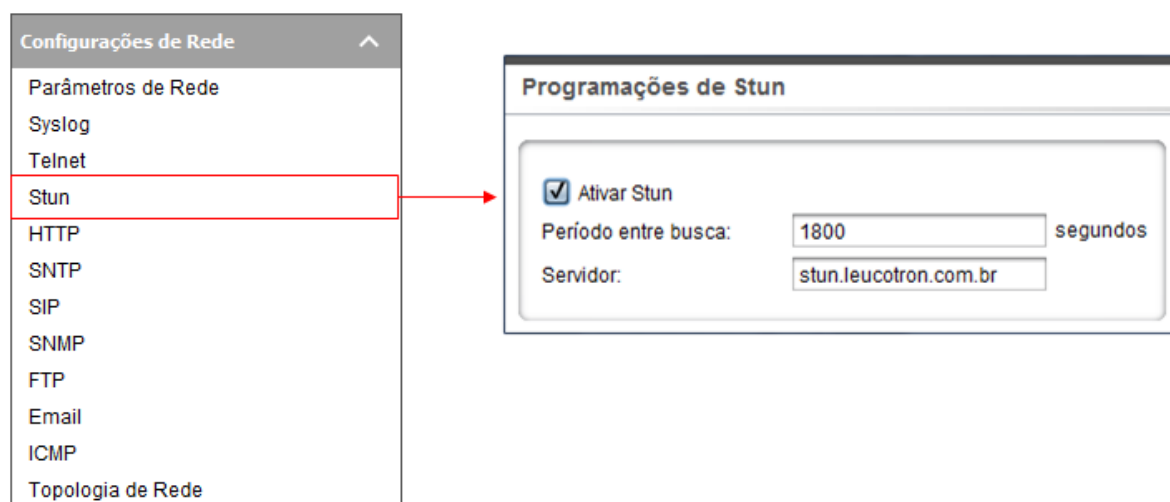 Configurações de Rede
Parâmetros de Rede
Syslog
Telnet
Stun
HTTP
SNTP
SIP
SNMP
FTP
Email
ICMP
Topologia de Rede
Programações de Stun
Ativar Stun
Período entre busca: 1800 segundos
Servidor: stun.leucotron.com.br